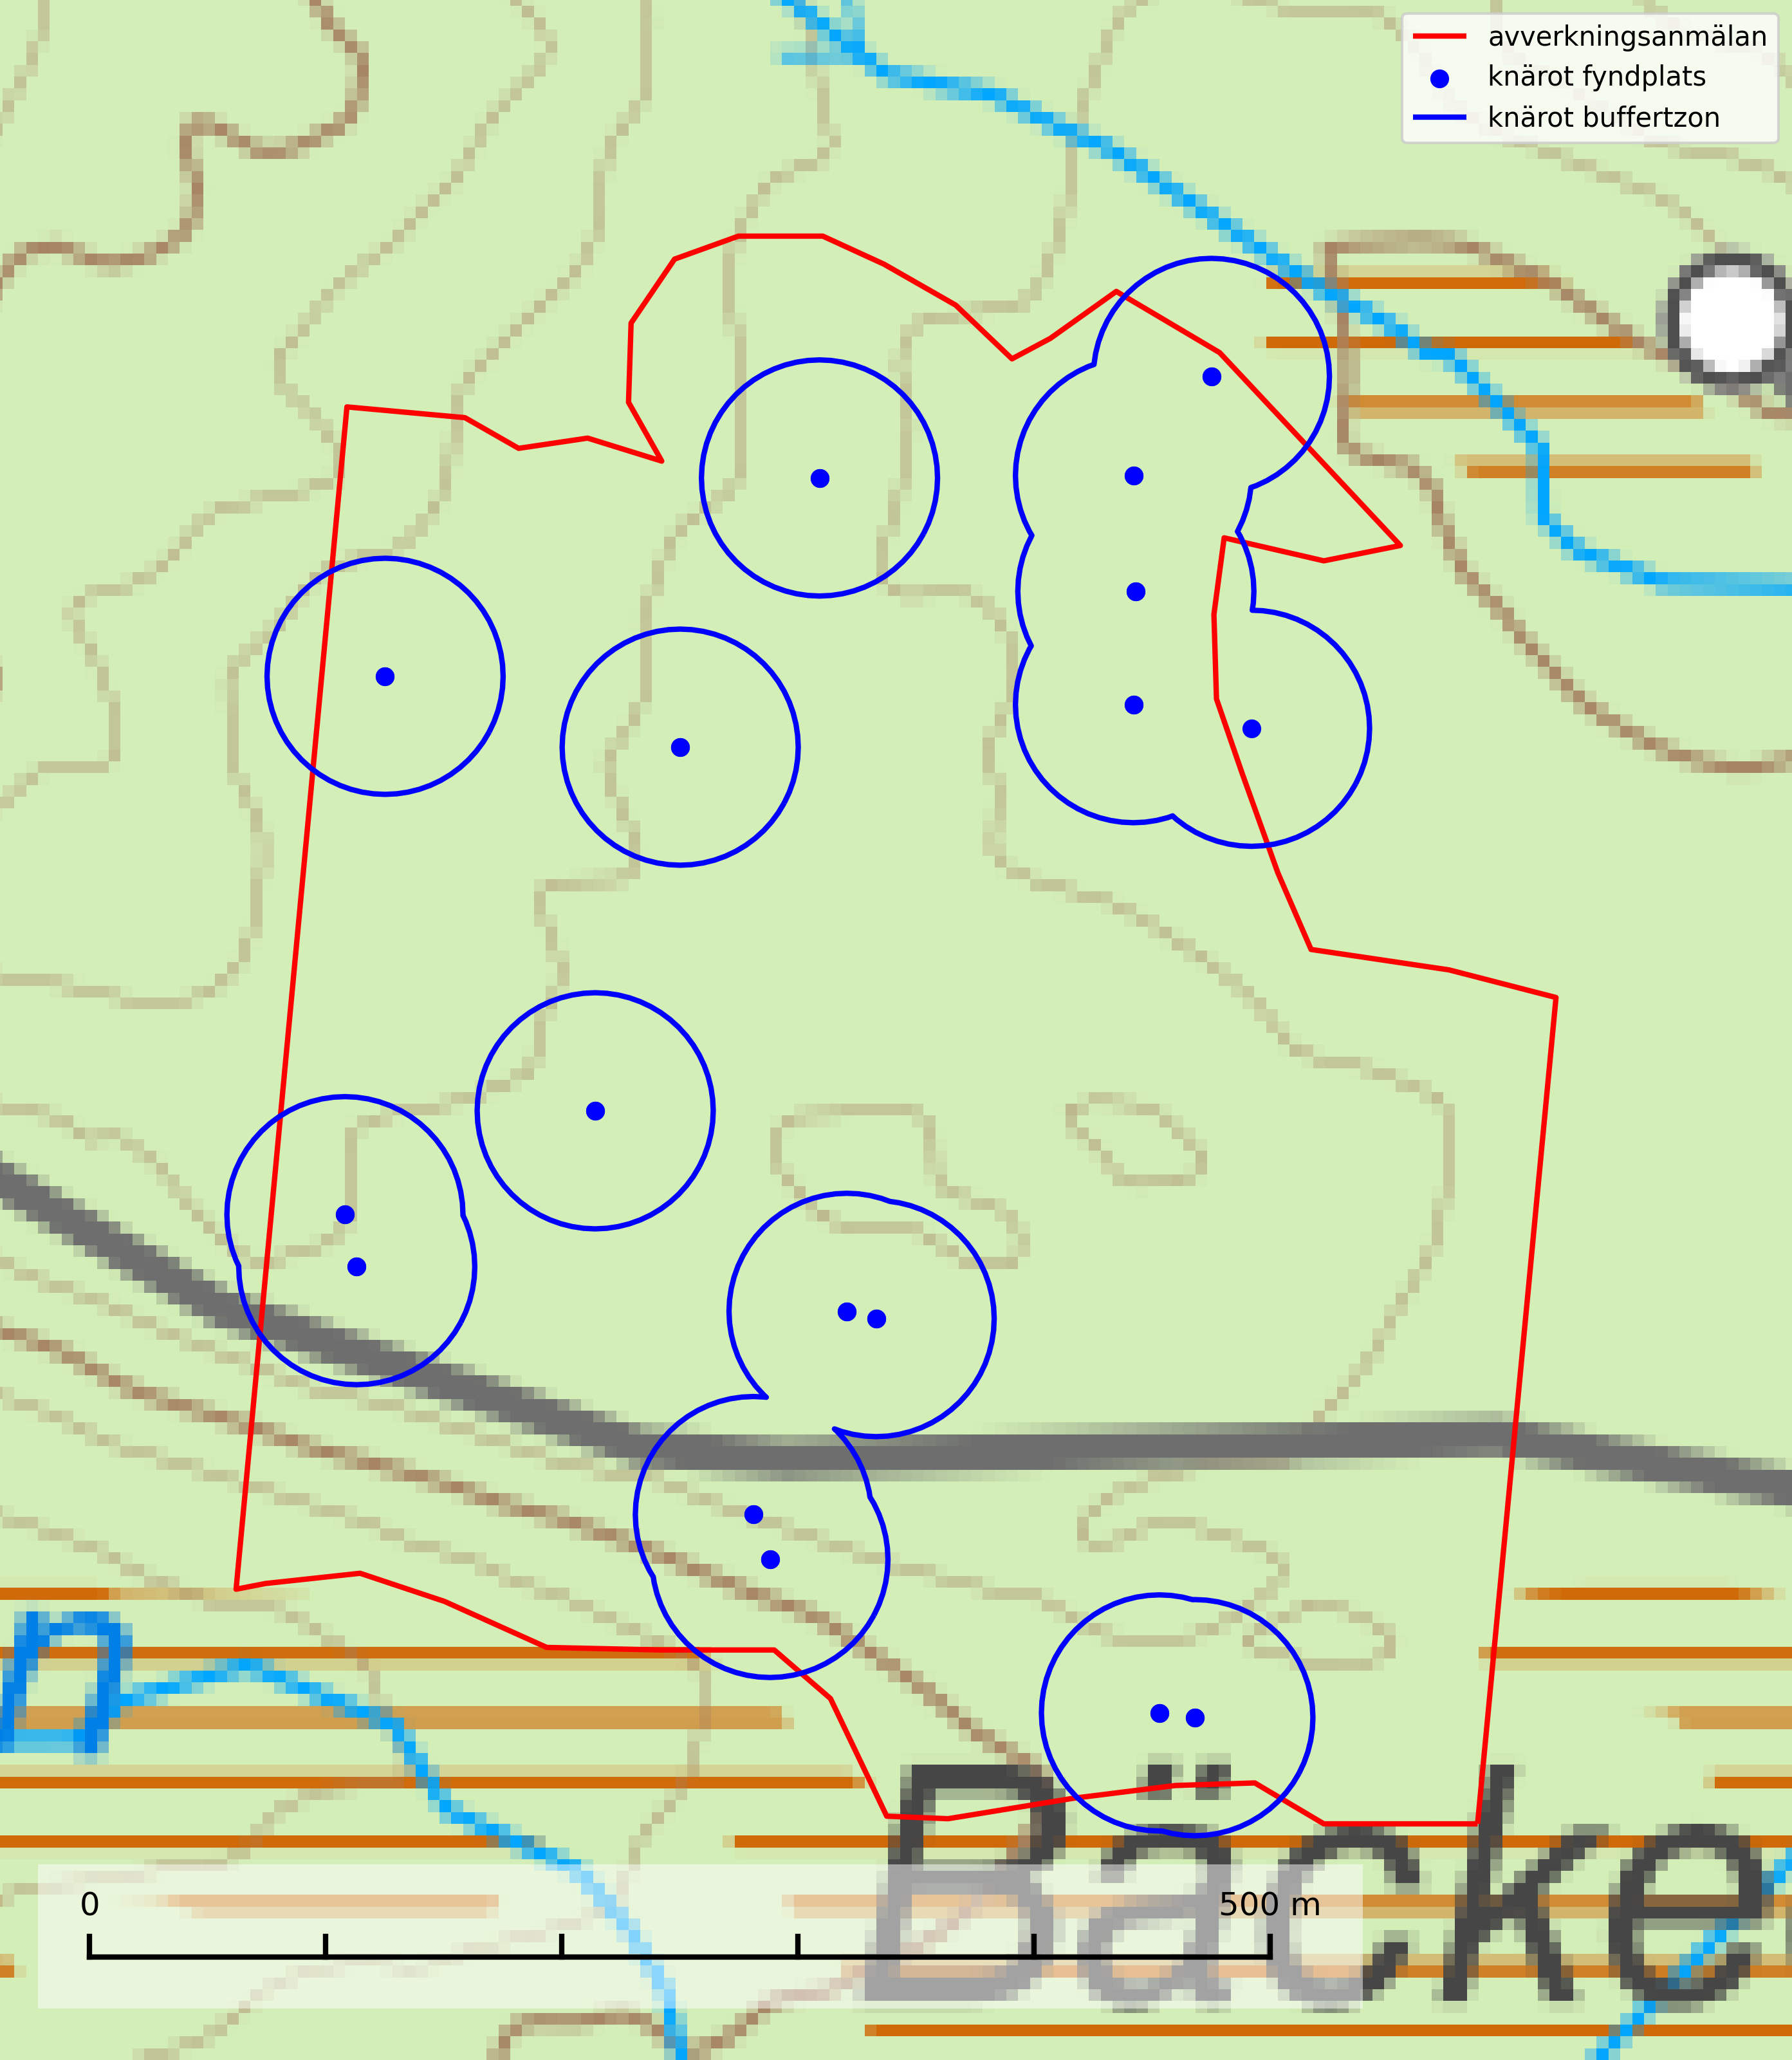 avverkningsanmälan
knärot fyndplats
knärot buffertzon
n
Bäcke
0 500 m